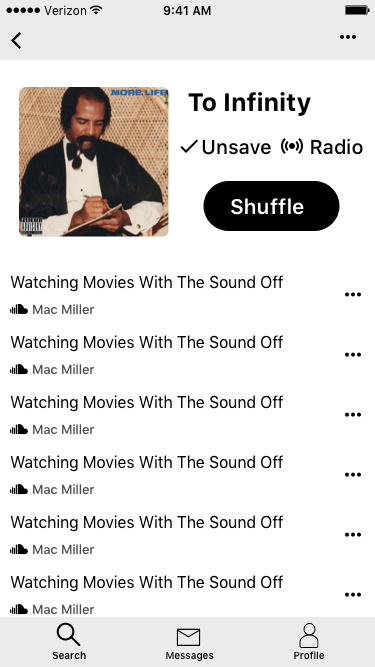 Verizon
9:41 AM
MORE LIFE
To Infinity
Unsave
Radio
Shuffle
Watching Movies With The Sound Off
Mac Miller
Watching Movies With The Sound Off
Mac Miller
Watching Movies With The Sound Off
Mac Miller
Watching Movies With The Sound Off
Mac Miller
Watching Movies With The Sound Off
Mac Miller
Watching Movies With The Sound Off
Mac Miller
Search
Messages
Profile